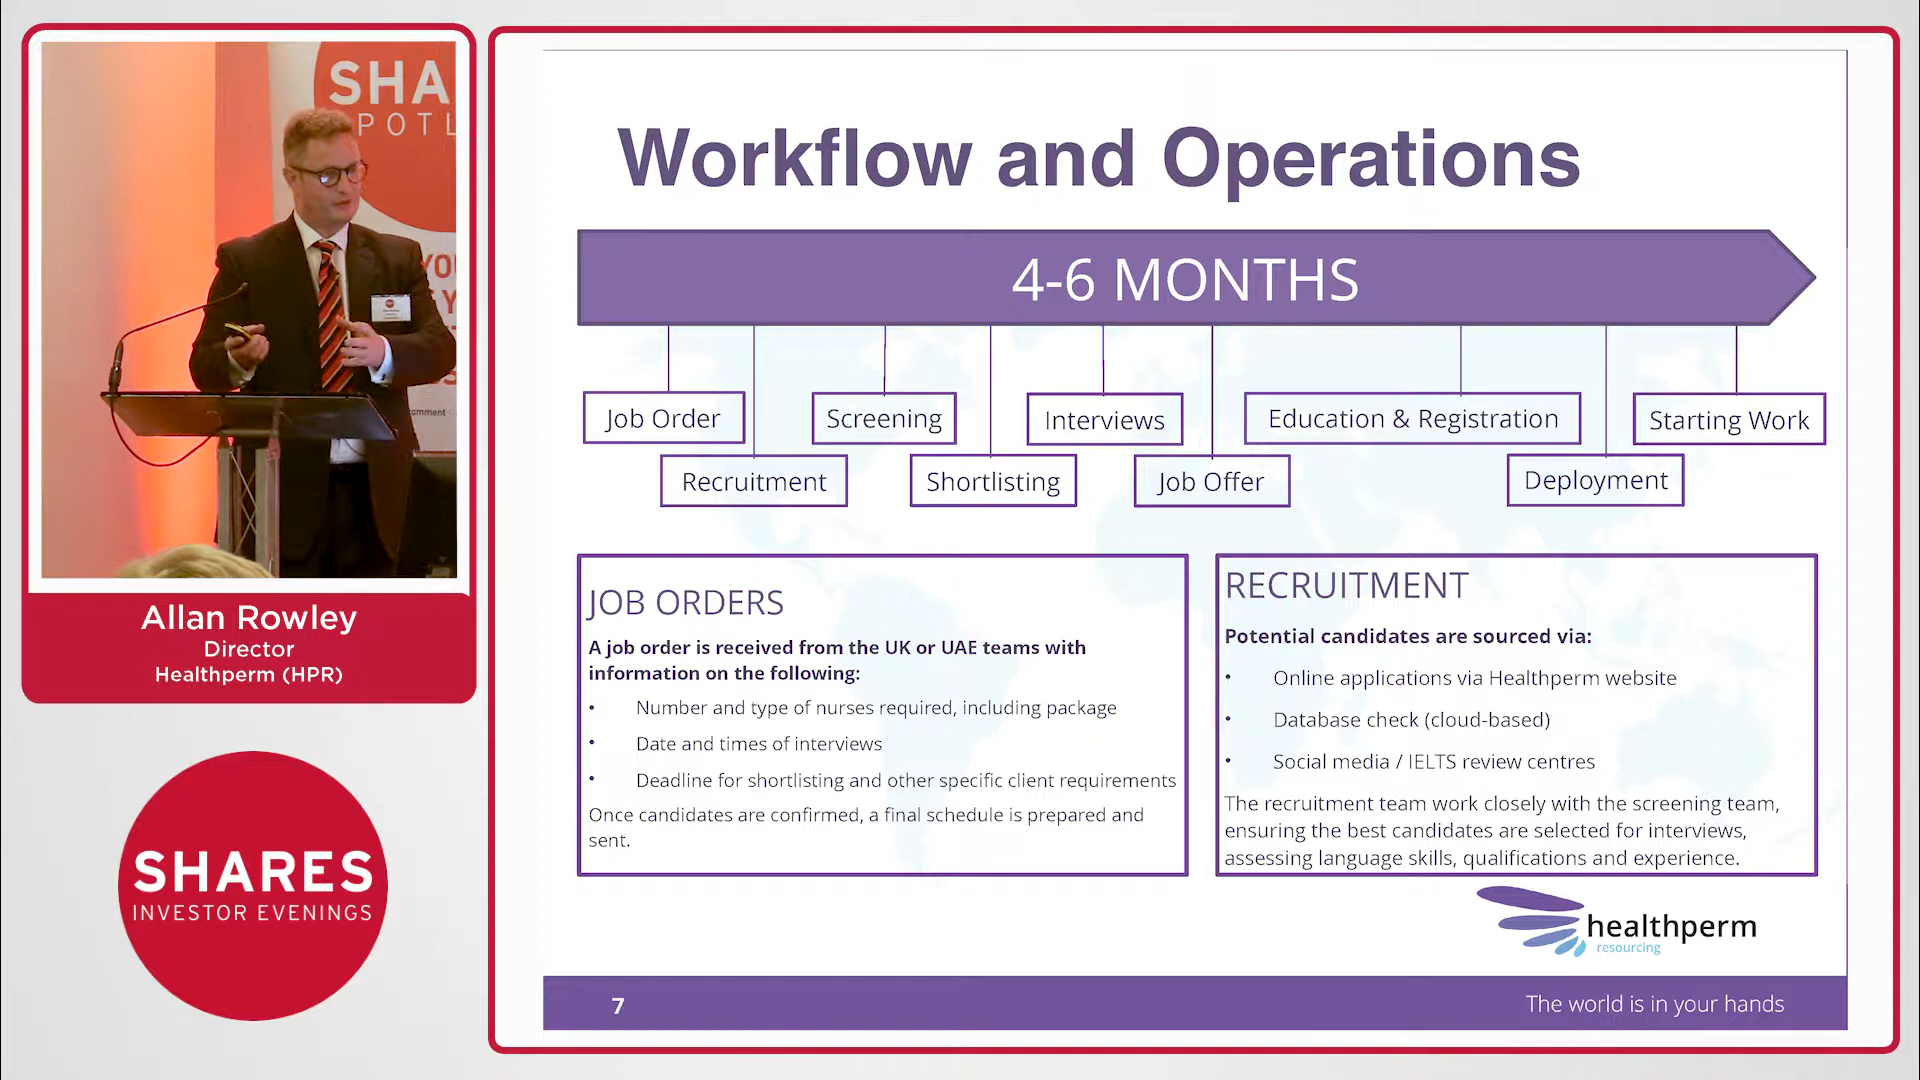 SHA
POTL
YOU
Y
amment
Allan Rowley
Director
Healthperm (HPR)
SHARES
INVESTOR EVENINGS
Workflow and Operations
4-6 MONTHS
Job Order
Screening
Interviews
Education & Registration
Starting Work
Recruitment
Shortlisting
Job Offer
Deployment
JOB ORDERS
A job order is received from the UK or UAE teams with
information on the following:
• Number and type of nurses required, including package
• Date and times of interviews
• Deadline for shortlisting and other specific client requirements
Once candidates are confirmed, a final schedule is prepared and
sent.
RECRUITMENT
Potential candidates are sourced via:
• Online applications via Healthperm website
• Database check (cloud-based)
• Social media / IELTS review centres
The recruitment team work closely with the screening team,
ensuring the best candidates are selected for interviews,
assessing language skills, qualifications and experience.
healthperm
resourcing
7
The world is in your hands